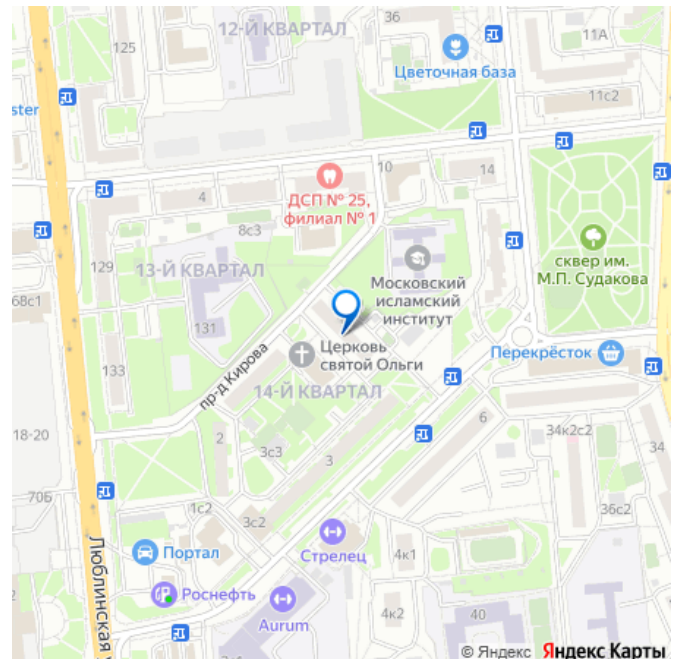 12-Й КВАРТАЛ
36
11А
125
Цветочная база
ster
11с2
4
10
14
ДСП № 25,
филиал № 1
8с3
Московский
исламский
институт
сквер им.
М.П. Судакова
129
13-Й КВАРТАЛ
68с1
131
133
Церковь
святой Ольги
Перекрёсток
пр-д Кирова
14-Й КВАРТАЛ
18-20
2
3с3
3
6
34к2с2
34
70Б
1с2
3с2
36с2
Люблинская у
Портал
Стрелец
4к1
Роснефть
Aurum
4к2
40
© Яндекс Яндекс Карты